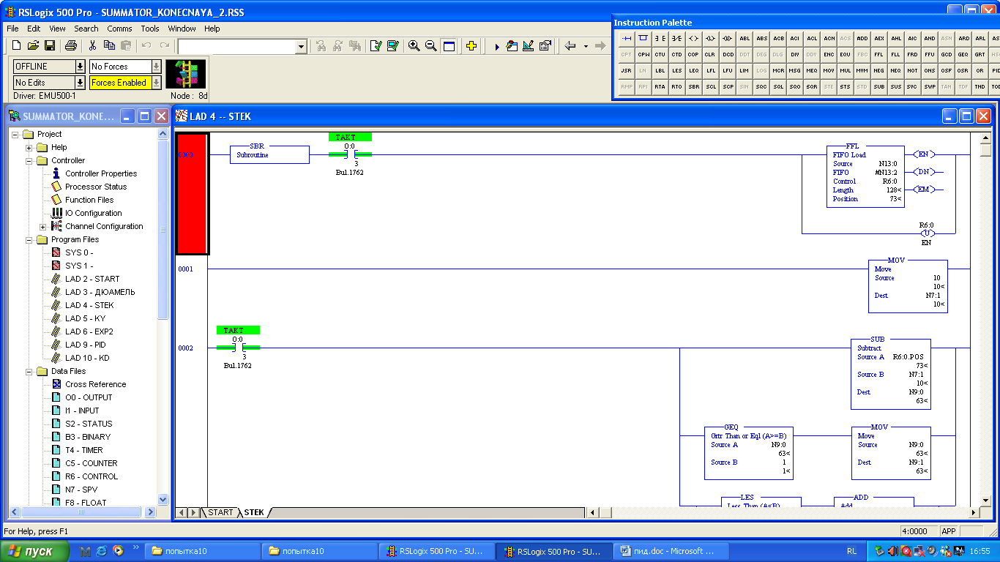 RSLogix 500 Pro - SUMMATOR_KONECNAYA_2.RSS
File Edit View Search Comms Tools Window Help
Instruction Palette
ABL ABS ACB ACI ACL ACN ACS ADD AEX AHL AIC AND ASN ARD ARL
CPT CPW CTU CTD COP CLR DCD DDT DEG DLG DIV DDV ENC EQU FBC FFL FLL FRD FFU GCD GEQ GRT
JSR LN LBL LES LEQ LFL LFU LIM LOG MCR MSG MEQ MOV MUL MVM NEG NEQ NOT ONS OSF OSR OR PID
RMP RPI RTA RTO SBR SCL SCP SIN SQC SQL SQO SQR STE STS STD SUB SUS SVC SWP TAN TDF TND
OFFLINE No Forces
No Edits Forces Enabled
Driver: EMU500-1 Node : 8d
SUMMATOR_KONE...
LAD 4 -- STEK
Project
Help
Controller
Controller Properties
Processor Status
Function Files
IO Configuration
Channel Configuration
Program Files
SYS 0 -
SYS 1 -
LAD 2 - START
LAD 3 - ДЮАМЕЛЬ
LAD 4 - STEK
LAD 5 - KY
LAD 6 - EXP2
LAD 9 - PID
LAD 10 - KD
Data Files
Cross Reference
O0 - OUTPUT
I1 - INPUT
S2 - STATUS
B3 - BINARY
T4 - TIMER
C5 - COUNTER
R6 - CONTROL
N7 - SPV
F8 - FLOAT
0000
SBR
Subroutine
TAKT
O:0
3
Bul.1762
FFL
FIFO Load
Source N13:0
FIFO #N13:2
Control R6:0
Length 128<
Position 73<
EN
DN
EM
R6:0
U
EN
0001
MOV
Move
Source 10
10<
Dest N7:1
10<
0002
TAKT
O:0
3
Bul.1762
SUB
Subtract
Source A R6:0.POS
73<
Source B N7:1
10<
Dest N9:0
63<
GEQ
Grtr Than or Eql (A>=B)
Source A N9:0
63<
Source B 1
1<
MOV
Move
Source N9:0
63<
Dest N9:1
63<
LES
Less Than (A<B)
ADD
Add
START STEK
For Help, press F1
4:0000 APP
пуск
попытка10
попытка10
RSLogix 500 Pro - SU...
RSLogix 500 Pro - SU...
пид.doc - Microsoft ...
RL
16:55